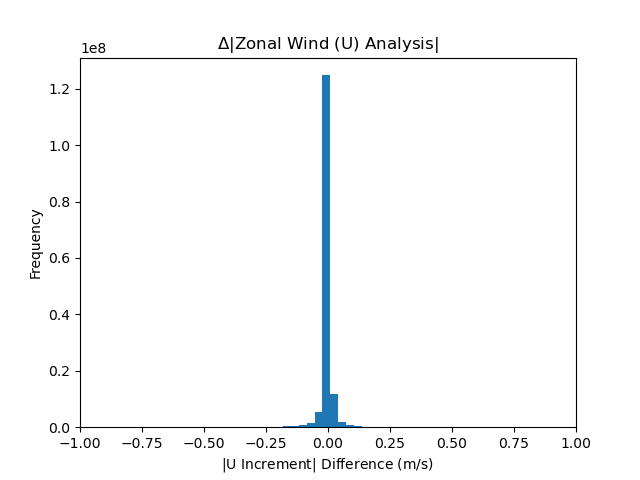 Δ|Zonal Wind (U) Analysis|
1e8
1.2
1.0
0.8
0.6
0.4
0.2
0.0
Frequency
−1.00 −0.75 −0.50 −0.25 0.00 0.25 0.50 0.75 1.00
|U Increment| Difference (m/s)